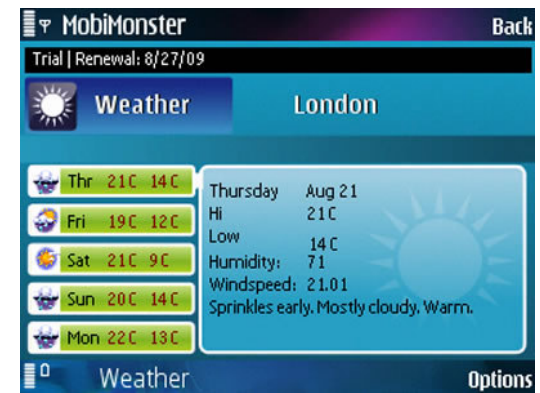 MobiMonster Back
Trial | Renewal: 8/27/09
Weather London
Thr 21C 14C
Fri 19C 12C
Sat 21C 9C
Sun 20C 14C
Mon 22C 13C
Thursday Aug 21
Hi 21C
Low 14C
Humidity: 71
Windspeed: 21.01
Sprinkles early. Mostly cloudy. Warm.
Weather Options